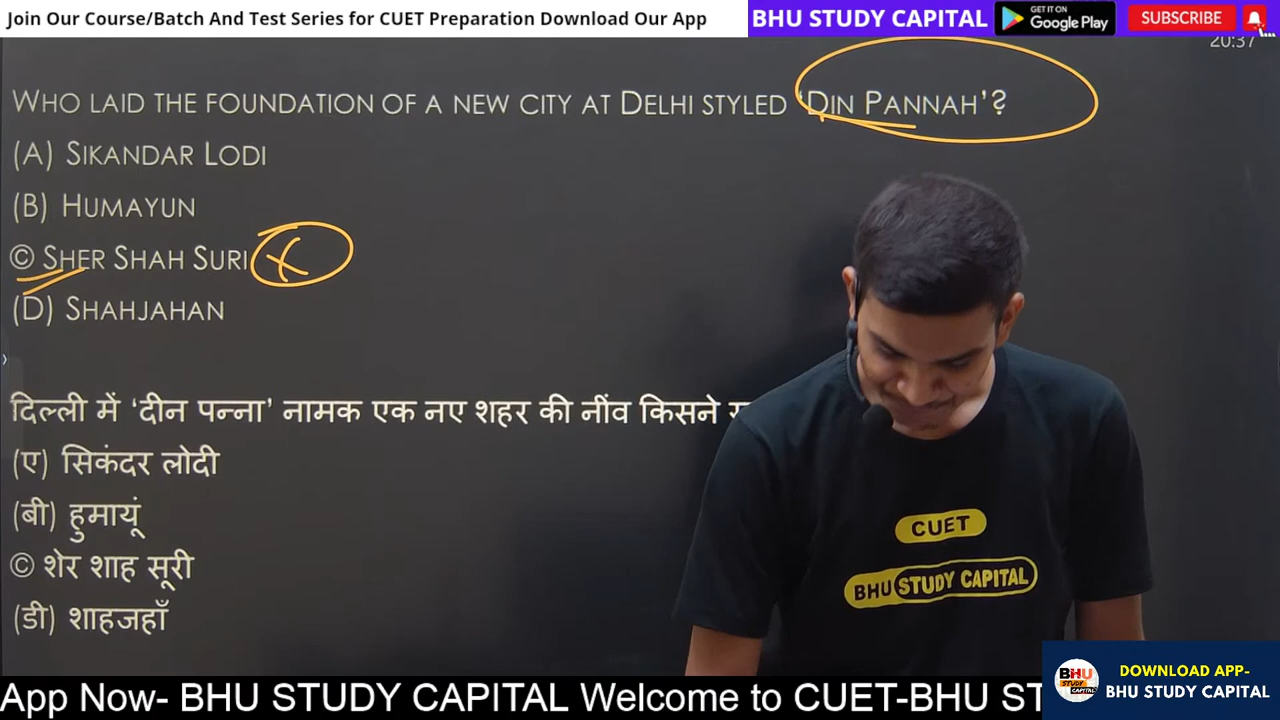 Join Our Course/Batch And Test Series for CUET Preparation Download Our App
BHU STUDY CAPITAL
GET IT ON
Google Play
SUBSCRIBE
20:37
WHO LAID THE FOUNDATION OF A NEW CITY AT DELHI STYLED ‘DIN PANNAH’?
(A) SIKANDAR LODI
(B) HUMAYUN
© SHER SHAH SURI
(D) SHAHJAHAN
दिल्ली में ‘दीन पन्ना’ नामक एक नए शहर की नींव किसने
(ए) सिकंदर लोदी
(बी) हुमायूं
© शेर शाह सूरी
(डी) शाहजहाँ
CUET
BHU STUDY CAPITAL
BHU
STUDY
CAPITAL
DOWNLOAD APP-
BHU STUDY CAPITAL
App Now- BHU STUDY CAPITAL Welcome to CUET-BHU ST